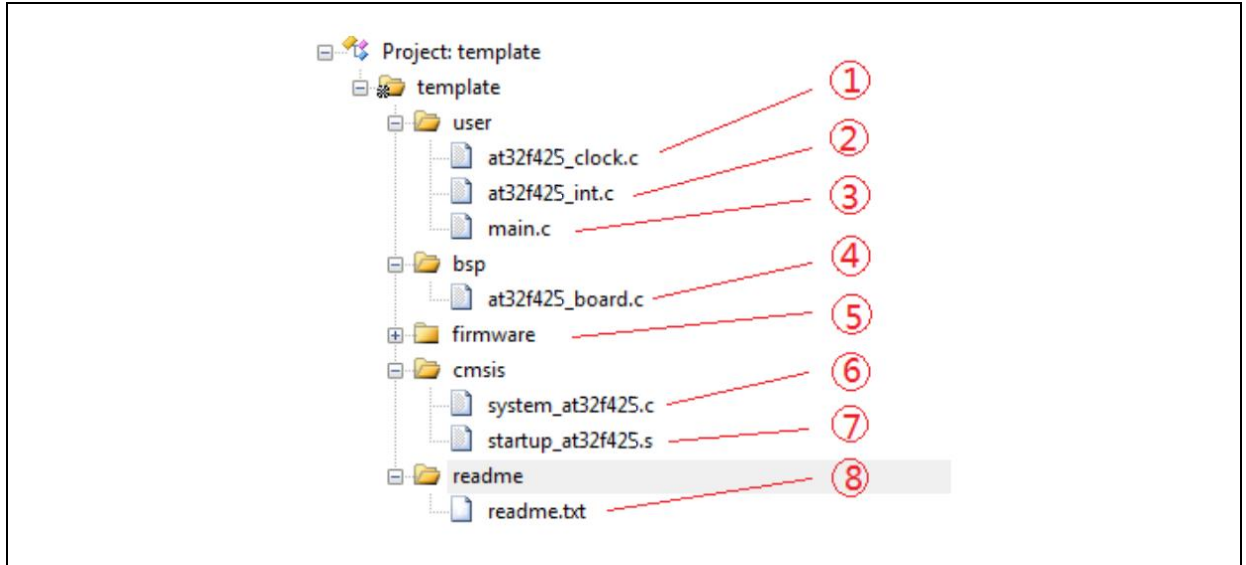 Project: template
template
①
user
at32f425_clock.c
②
at32f425_int.c
③
main.c
④
bsp
at32f425_board.c
⑤
firmware
⑥
cmsis
system_at32f425.c
⑦
startup_at32f425.s
⑧
readme
readme.txt